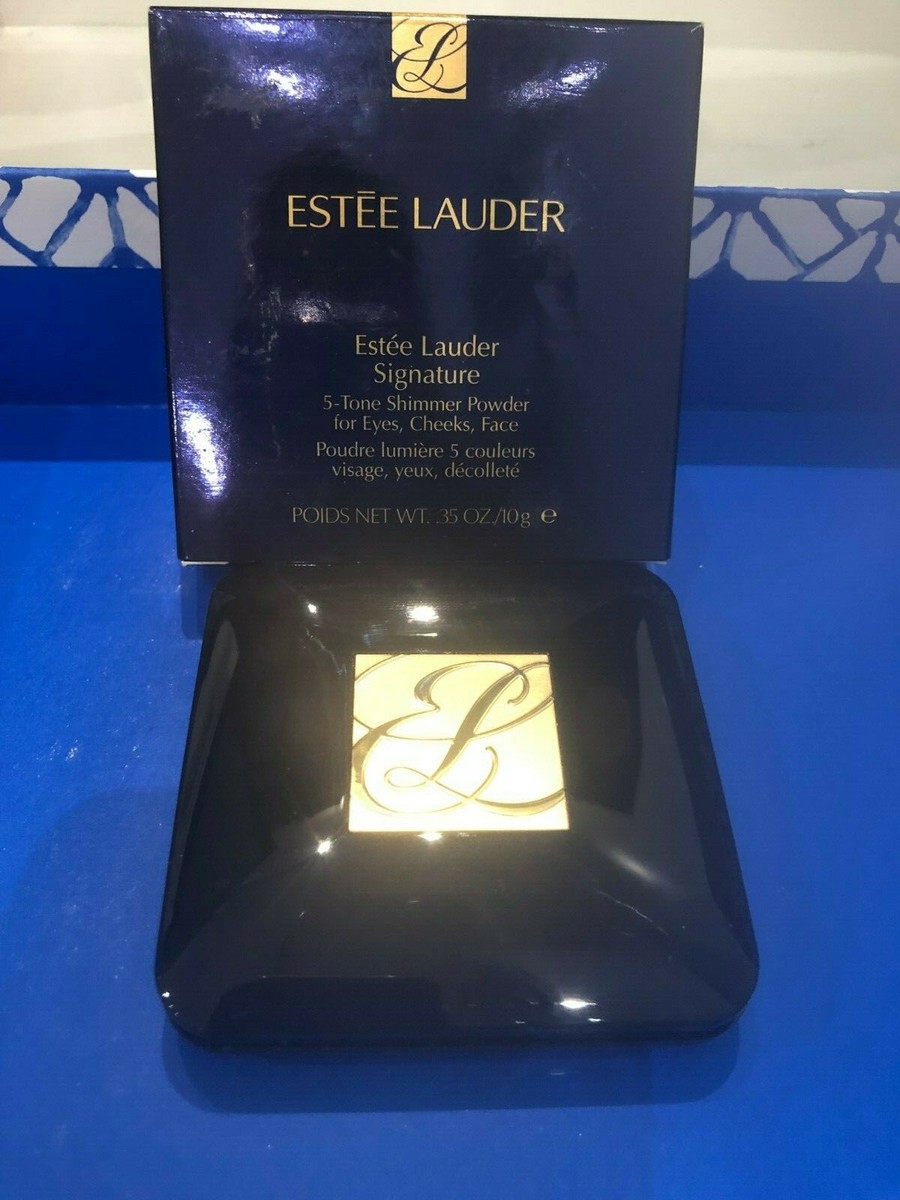 EL
ESTĒE LAUDER
Estée Lauder
Signature
5-Tone Shimmer Powder
for Eyes, Cheeks, Face
Poudre lumière 5 couleurs
visage, yeux, décolleté
POIDS NET WT. .35 OZ./10g ℮
EL